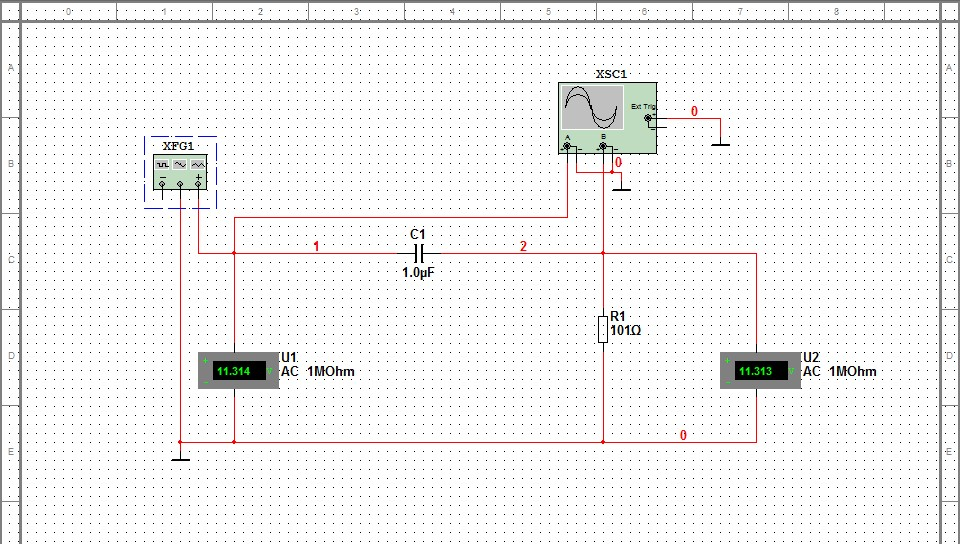 0 1 2 3 4 5 6 7 8
A A
XSC1
Ext Trig
+
0
B B
XFG1
A B
+ - + -
0
- +
C C
C1
1 2
1.0µF
R1
101Ω
D D
U1 U2
+ 11.314 V AC 1MOhm + 11.313 V AC 1MOhm
- -
0
E E